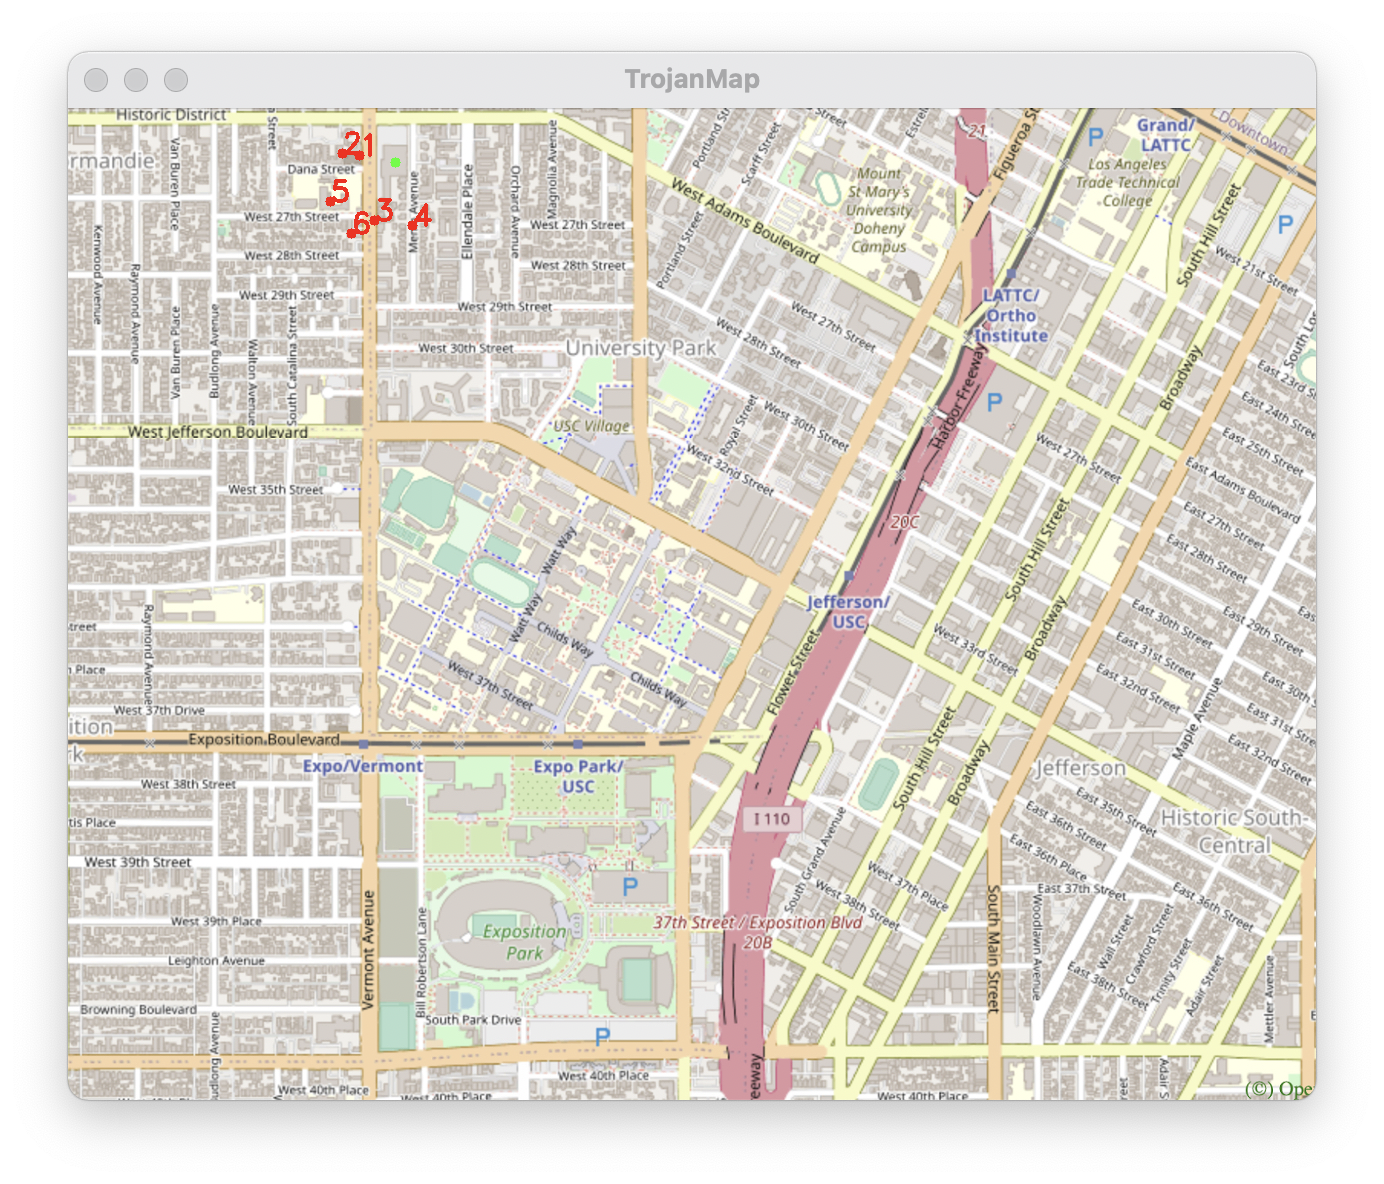 TrojanMap
Historic District
Street
rmandie
Van Buren Place
21
Dana Street
5
West 27th Street
6
3
4
Ellendale Place
Orchard Avenue
Magnolia Avenue
West 27th Street
West 28th Street
West 28th Street
Kenwood Avenue
Raymond Avenue
West 29th Street
West 29th Street
Van Buren Place
Budlong Avenue
Walton Avenue
South Catalina Street
West 30th Street
University Park
USC Village
West Jefferson Boulevard
West 35th Street
Portland Str
Scarff Street
Estrel
21
Figueroa St
P
Grand/
LATTC
Downtown
Los Angeles
Trade Technical
College
Mount
St Mary's
University
Doheny
Campus
West Adams Boulevard
Portland Street
P
South Hill Street
West 21st Street
LATTC/
Ortho
Institute
West 27th Street
West 28th Street
South Lo
Broadway
East 23rd S
Harbor Freeway
P
East 24th Street
West 30th Street
Royal Street
West 32nd Street
West 27th Street
East 25th Street
East Adams Boulevard
20C
South Hill Street
East 27th Street
East 28th Street
Watt Way
Watt Way
Childs Way
Childs Way
West 37th Street
Jefferson/
USC
Flower Street
West 33rd Street
Broadway
East 30th Street
East 29th Street
East 31st Street
East 30th
East 32nd Street
East 31st Stre
East 32nd Street
Maple Avenue
treet
Raymond Avenue
Place
West 37th Drive
ition
rk
Exposition Boulevard
Expo/Vermont
Expo Park/
USC
West 38th Street
tis Place
West 39th Street
West 39th Place
Leighton Avenue
Browning Boulevard
Vermont Avenue
Bill Robertson Lane
Exposition
Park
P
South Park Drive
P
I 110
South Hill Street
Broadway
Jefferson
Historic South-
Central
East 35th Street
East 36th Street
East 36th Place
East 37th Street
East 36th Street
South Grand Avenue
West 37th Place
West 38th Street
37th Street / Exposition Blvd
20B
South Main Street
Woodlawn Avenue
Wall Street
Crawford Street
Trinity Street
Adair Street
East 38th Street
Mettler Avenue
udlong Avenue
West 40th Place
West 40th Place
West 40th Place
West 40th Place
eeway
treet
Adair S
(©) Ope